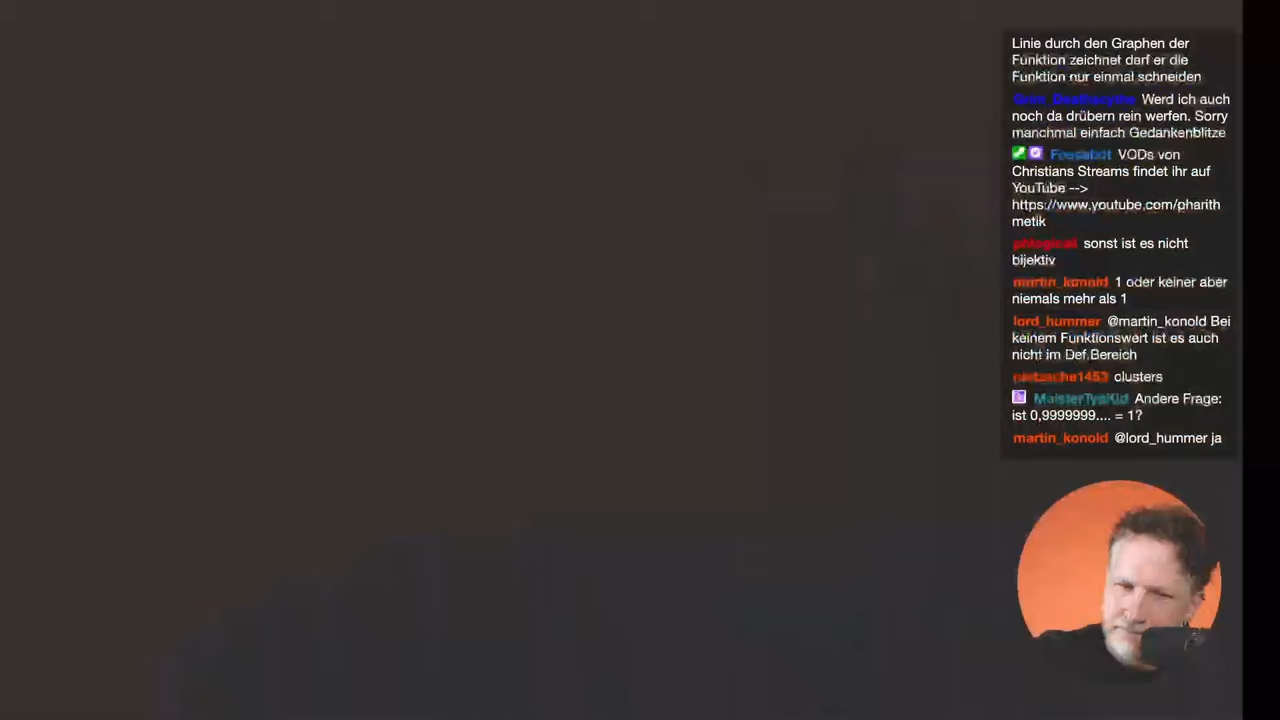 Linie durch den Graphen der
Funktion zeichnet darf er die
Funktion nur einmal schneiden
Werd ich auch
noch da drübern rein werfen. Sorry
manchmal einfach Gedankenblitze
VODs von
Christians Streams findet ihr auf
YouTube -->
https://www.youtube.com/pharith
metik
phlogical sonst ist es nicht
bijektiv
martin_konold 1 oder keiner aber
niemals mehr als 1
lord_hummer @martin_konold Bei
keinem Funktionswert ist es auch
nicht im Def.Bereich
nietzsche1453 clusters
Andere Frage:
ist 0,9999999.... = 1?
martin_konold @lord_hummer ja